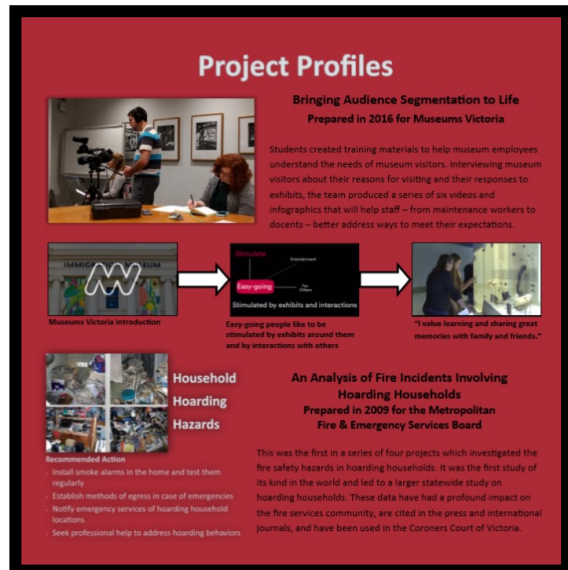 Project Profiles
Bringing Audience Segmentation to Life
Prepared in 2016 for Museums Victoria
Students created training materials to help museum employees
understand the needs of museum visitors. Interviewing museum
visitors about their reasons for visiting and their responses to
exhibits, the team produced a series of six videos and
infographics that will help staff – from maintenance workers to
docents – better address ways to meet their expectations.
IMMIGRATION MUSEUM
Museums Victoria introduction
Stimulate
Entertainment
Easy-going
For
Others
Stimulated by exhibits and interactions
Easy-going people like to be
stimulated by exhibits around them
and by interactions with others
"I value learning and sharing great
memories with family and friends."
Household
Hoarding
Hazards
Recommended Action
- Install smoke alarms in the home and test them
regularly
- Establish methods of egress in case of emergencies
- Notify emergency services of hoarding household
locations
- Seek professional help to address hoarding behaviors
An Analysis of Fire Incidents Involving
Hoarding Households
Prepared in 2009 for the Metropolitan
Fire & Emergency Services Board
This was the first in a series of four projects which investigated the
fire safety hazards in hoarding households. It was the first study of
its kind in the world and led to a larger statewide study on
hoarding households. These data have had a profound impact on
the fire services community, are cited in the press and international
journals, and have been used in the Coroners Court of Victoria.